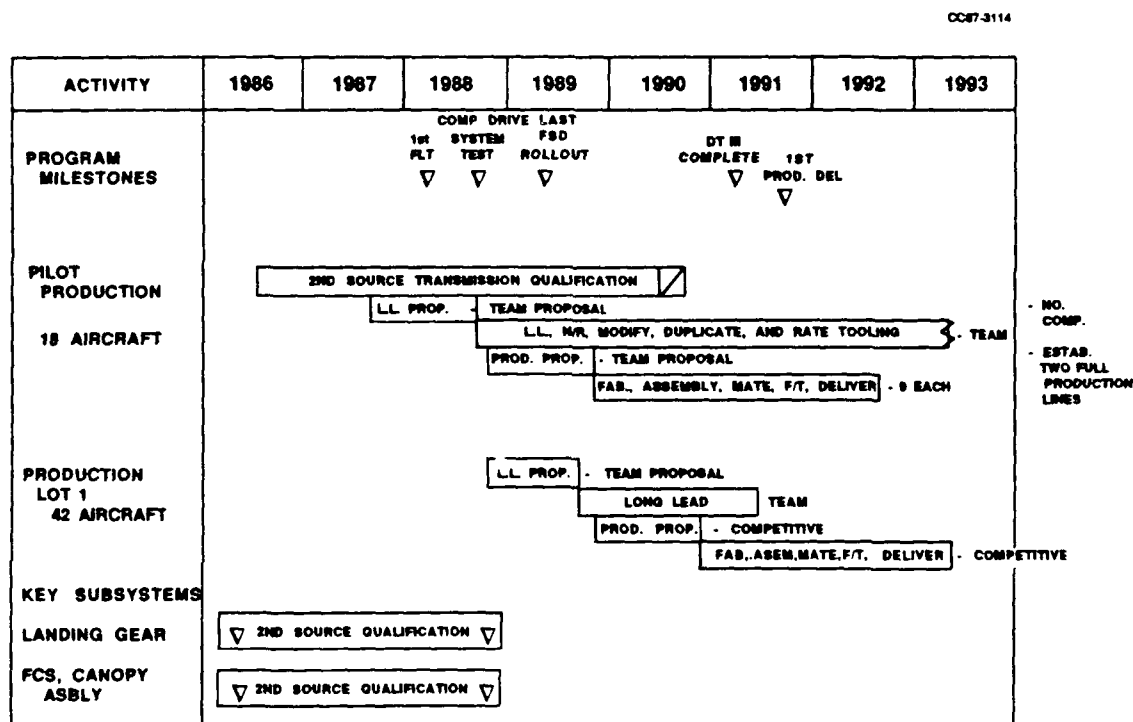 CC87-3114
ACTIVITY 1986 1987 1988 1989 1990 1991 1992 1993
PROGRAM
MILESTONES
1st
FLT
COMP DRIVE
SYSTEM
TEST
LAST
FSD
ROLLOUT
DT III
COMPLETE
1ST
PROD. DEL
PILOT
PRODUCTION
18 AIRCRAFT
2ND SOURCE TRANSMISSION QUALIFICATION
L.L. PROP. - TEAM PROPOSAL
L.L., N/R, MODIFY, DUPLICATE, AND RATE TOOLING - TEAM
PROD. PROP. - TEAM PROPOSAL
FAB., ASSEMBLY, MATE, F/T, DELIVER - 9 EACH
- NO.
COMP.
- ESTAB.
TWO FULL
PRODUCTION
LINES
PRODUCTION
LOT 1
42 AIRCRAFT
L.L. PROP. - TEAM PROPOSAL
LONG LEAD TEAM
PROD. PROP. - COMPETITIVE
FAB,.ASEM,MATE,F/T, DELIVER - COMPETITIVE
KEY SUBSYSTEMS
LANDING GEAR
2ND SOURCE QUALIFICATION
FCS, CANOPY
ASBLY
2ND SOURCE QUALIFICATION